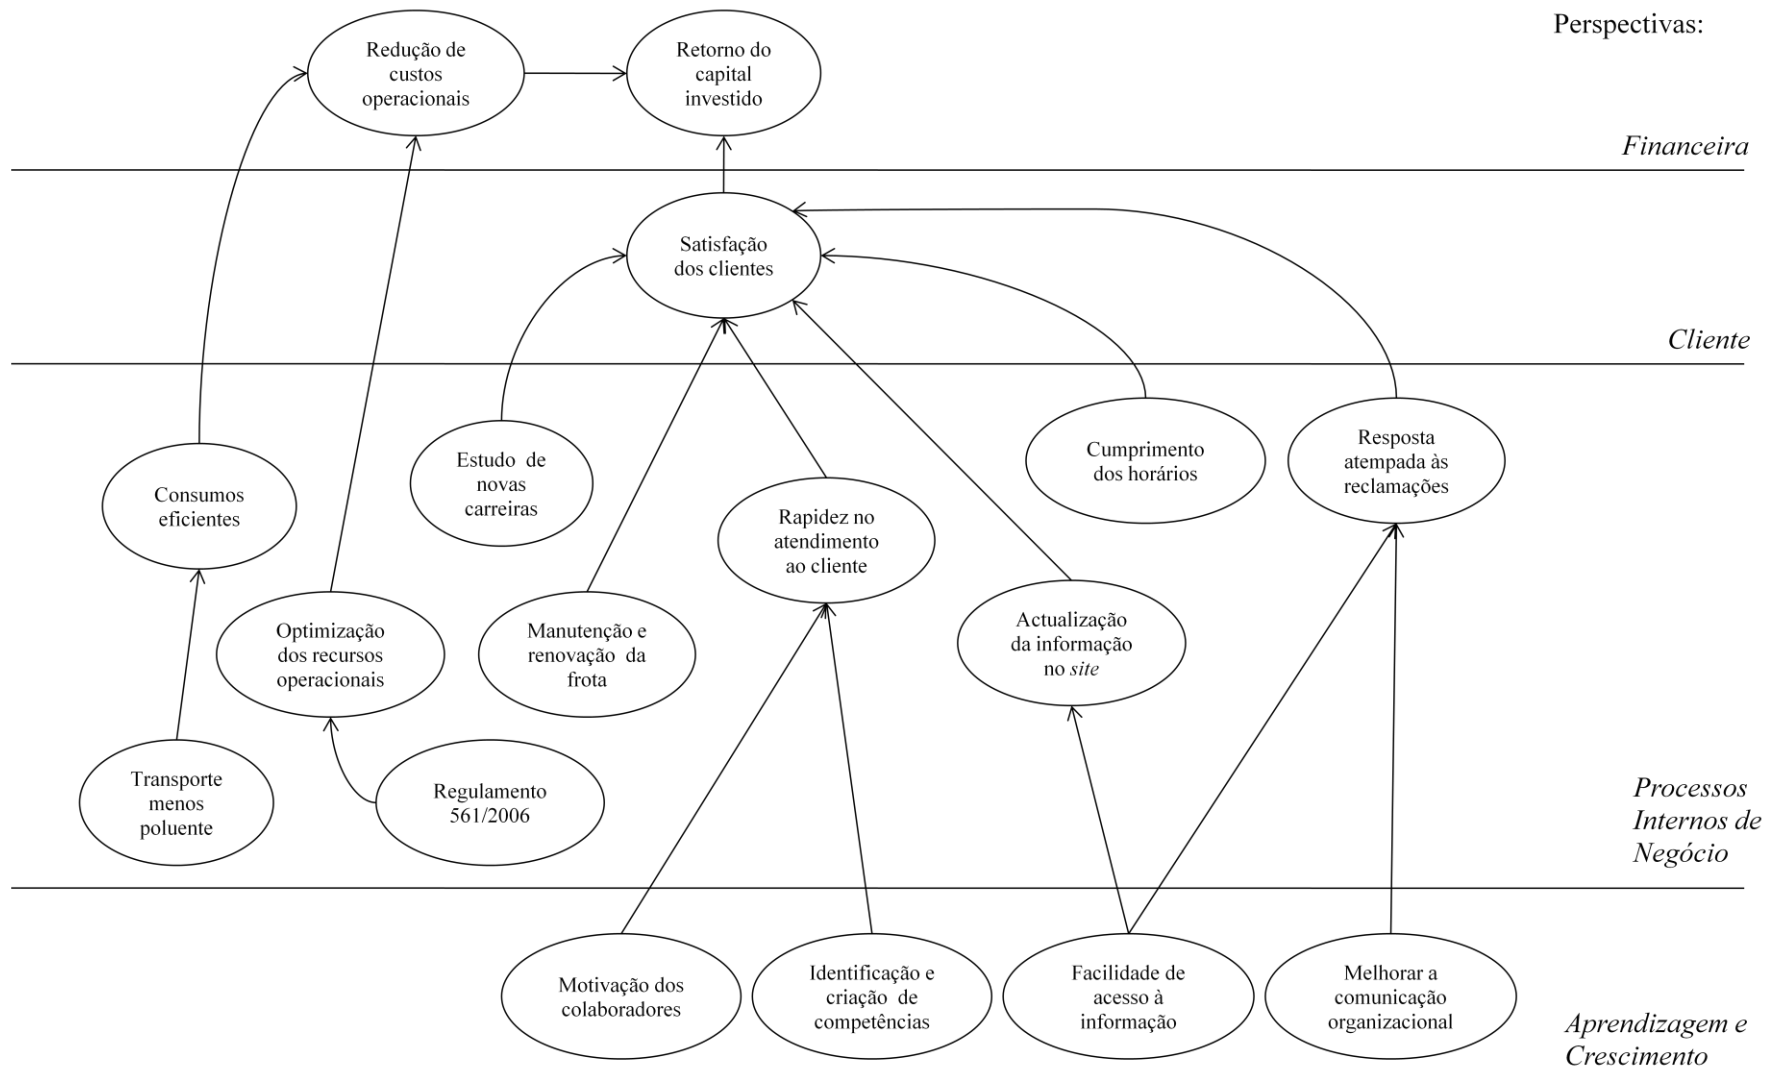 Perspectivas:
Redução de
custos
operacionais
Retorno do
capital
investido
Financeira
Satisfação
dos clientes
Cliente
Consumos
eficientes
Estudo de
novas
carreiras
Rapidez no
atendimento
ao cliente
Cumprimento
dos horários
Resposta
atempada às
reclamações
Optimização
dos recursos
operacionais
Manutenção e
renovação da
frota
Actualização
da informação
no site
Transporte
menos
poluente
Regulamento
561/2006
Processos
Internos de
Negócio
Motivação dos
colaboradores
Identificação e
criação de
competências
Facilidade de
acesso à
informação
Melhorar a
comunicação
organizacional
Aprendizagem e
Crescimento